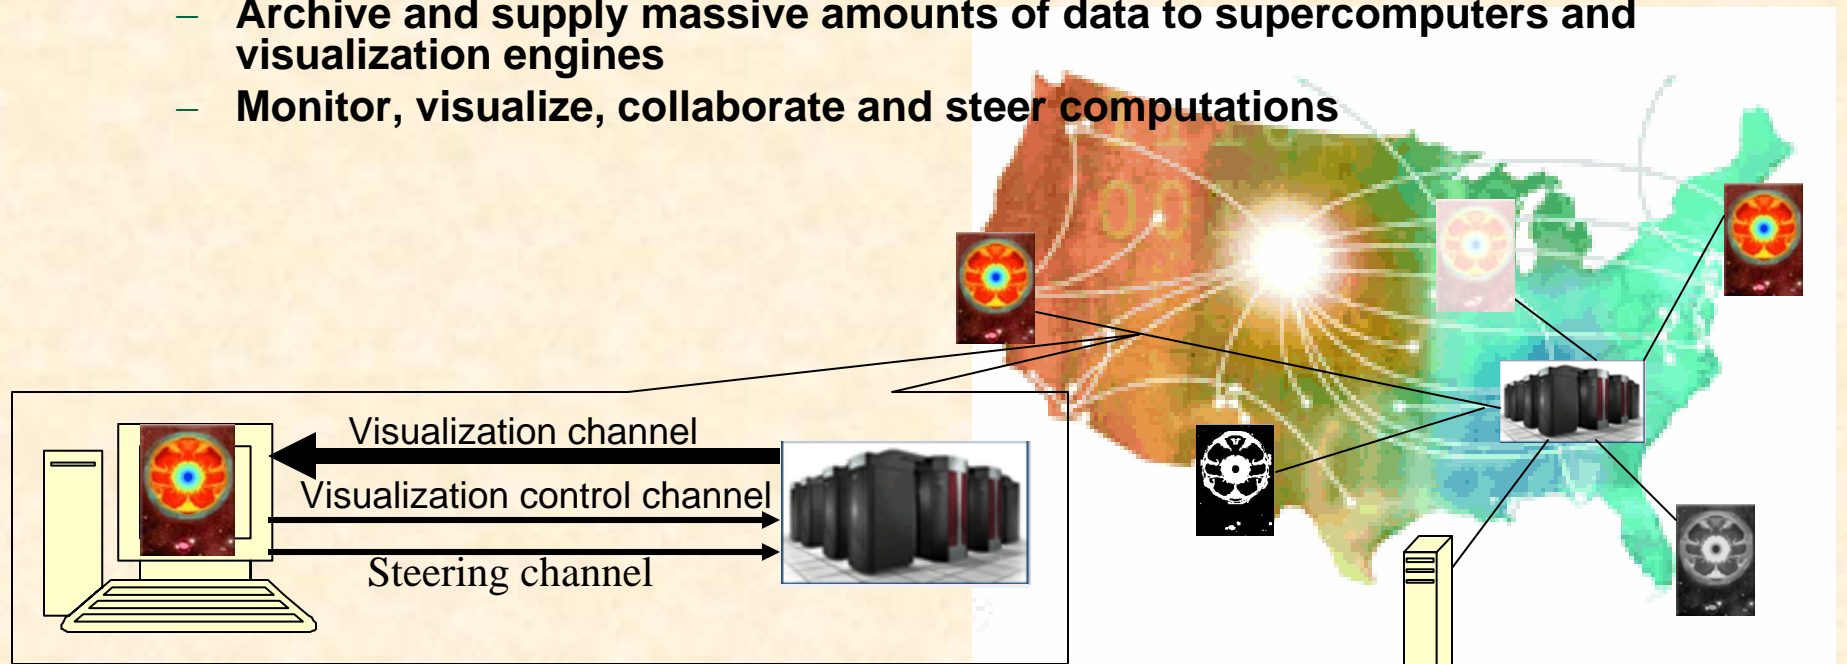 – Archive and supply massive amounts of data to supercomputers and
visualization engines
– Monitor, visualize, collaborate and steer computations
Visualization channel
Visualization control channel
Steering channel